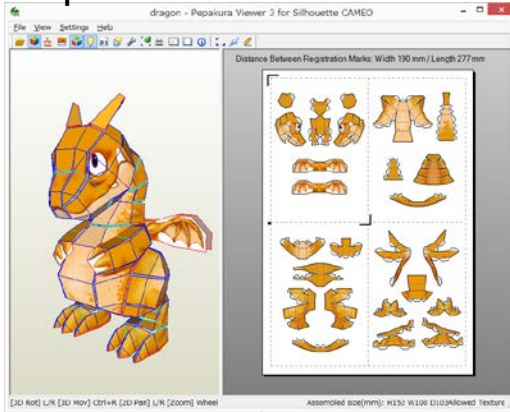 dragon - Pepakura Viewer 3 for Silhouette CAMEO
File View Settings Help
Distance Between Registration Marks: Width 190 mm / Length 277 mm
[3D Rot] L/R [3D Mov] Ctrl+R [2D Pan] L/R [Zoom] Wheel
Assembled size(mm): H152 W109 D103Allowed Texture